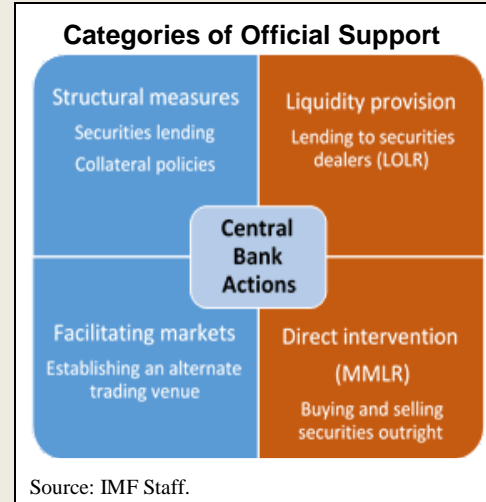 Categories of Official Support
Structural measures
Securities lending
Collateral policies
Liquidity provision
Lending to securities
dealers (LOLR)
Central
Bank
Actions
Facilitating markets
Establishing an alternate
trading venue
Direct intervention
(MMLR)
Buying and selling
securities outright
Source: IMF Staff.